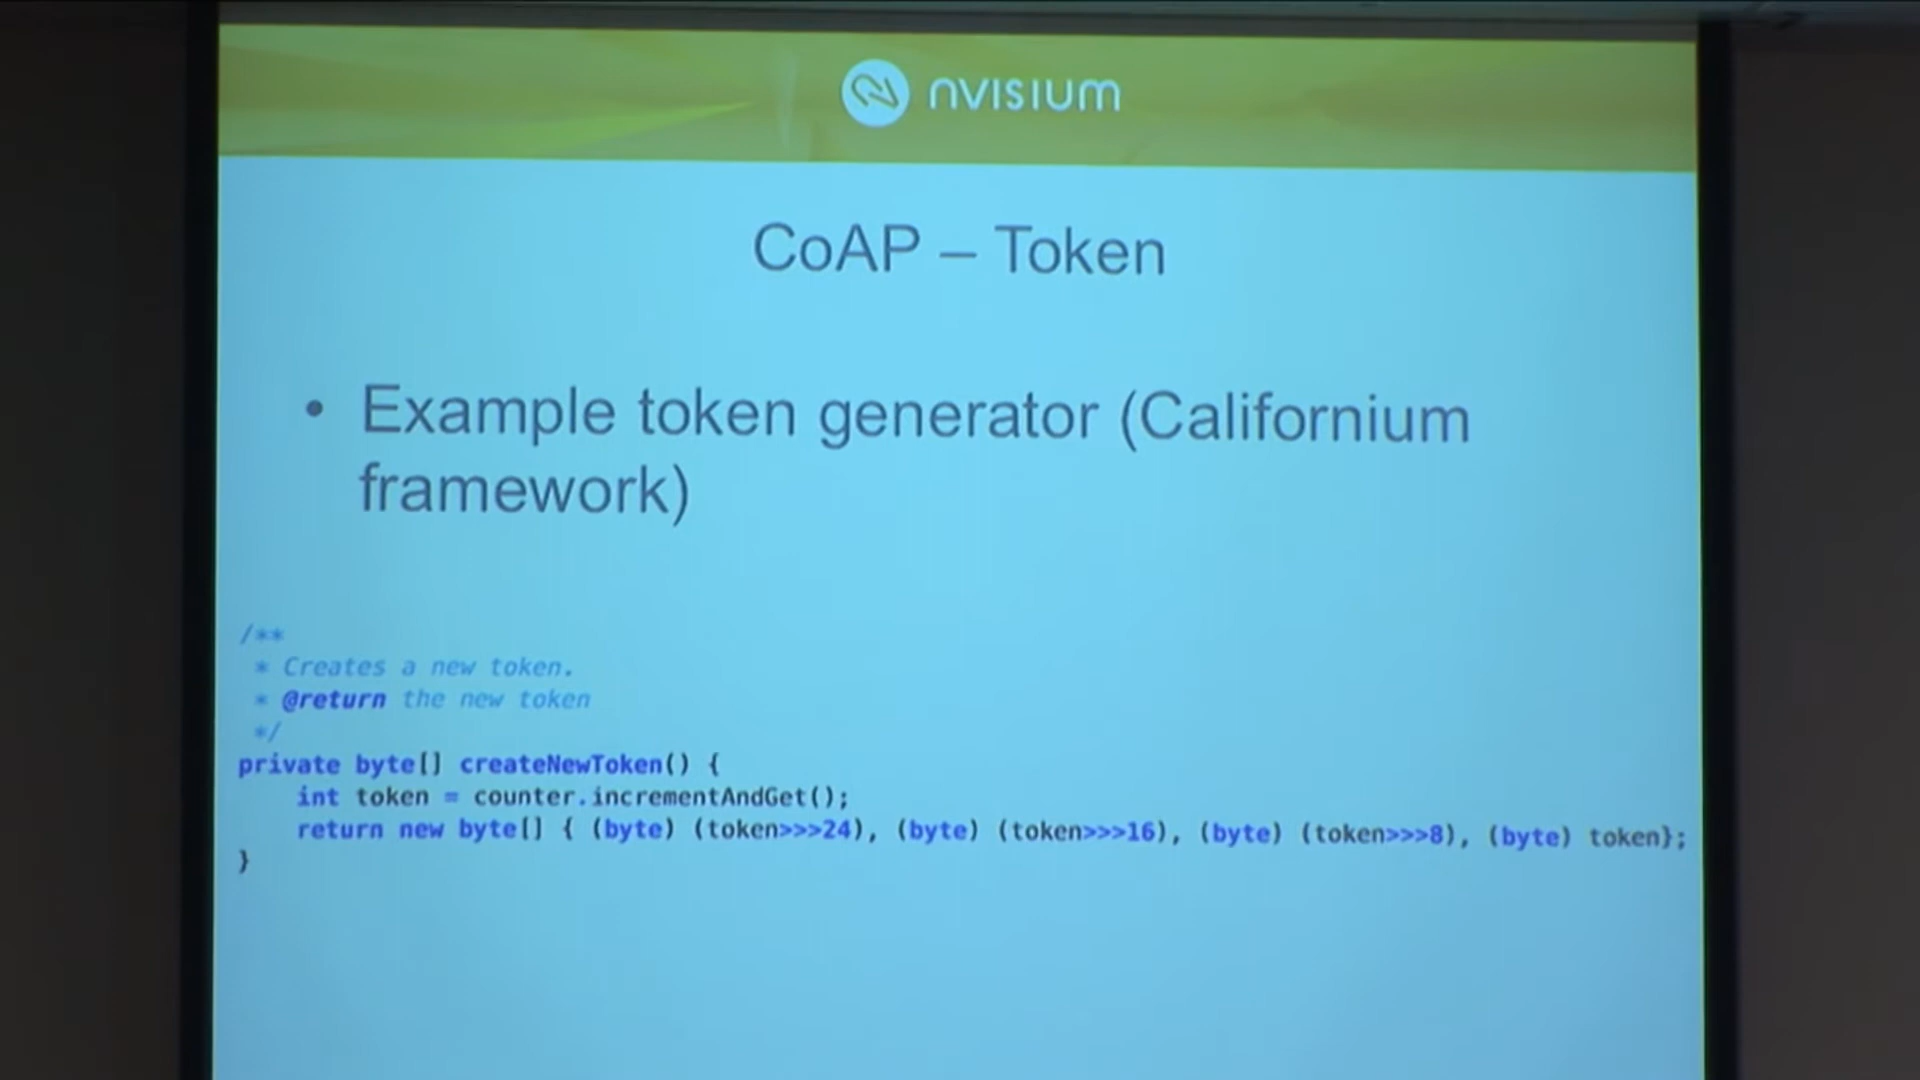 nVISIUM
CoAP – Token
• Example token generator (Californium
framework)
/**
* Creates a new token.
* @return the new token
*/
private byte[] createNewToken() {
int token = counter.incrementAndGet();
return new byte[] { (byte) (token>>>24), (byte) (token>>>16), (byte) (token>>>8), (byte) token};
}